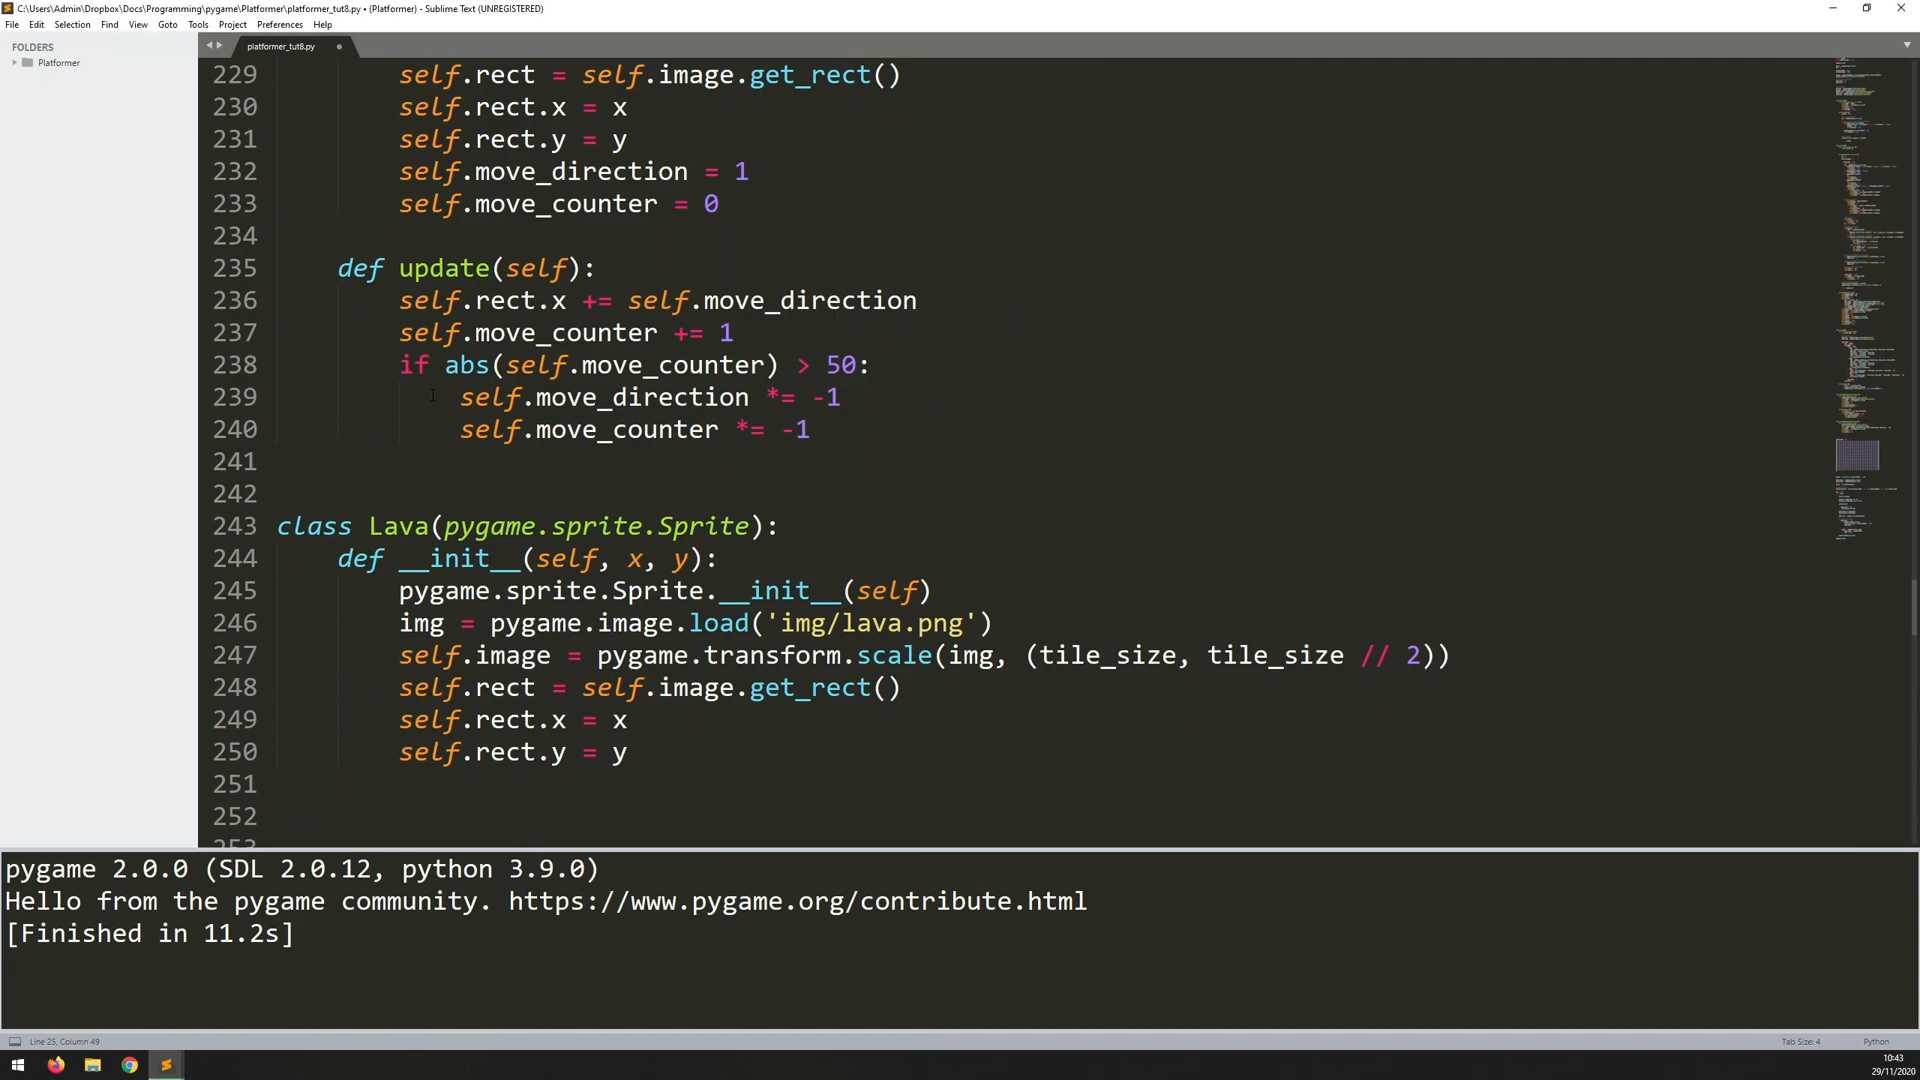 C:\Users\Admin\Dropbox\Docs\Programming\pygame\Platformer\platformer_tut8.py • (Platformer) - Sublime Text (UNREGISTERED)
File Edit Selection Find View Goto Tools Project Preferences Help
FOLDERS
Platformer
platformer_tut8.py
229 self.rect = self.image.get_rect()
230 self.rect.x = x
231 self.rect.y = y
232 self.move_direction = 1
233 self.move_counter = 0
234
235 def update(self):
236 self.rect.x += self.move_direction
237 self.move_counter += 1
238 if abs(self.move_counter) > 50:
239 self.move_direction *= -1
240 self.move_counter *= -1
241
242
243 class Lava(pygame.sprite.Sprite):
244 def __init__(self, x, y):
245 pygame.sprite.Sprite.__init__(self)
246 img = pygame.image.load('img/lava.png')
247 self.image = pygame.transform.scale(img, (tile_size, tile_size // 2))
248 self.rect = self.image.get_rect()
249 self.rect.x = x
250 self.rect.y = y
251
252
253
pygame 2.0.0 (SDL 2.0.12, python 3.9.0)
Hello from the pygame community. https://www.pygame.org/contribute.html
[Finished in 11.2s]
Line 25, Column 49
Tab Size: 4
Python
10:43
29/11/2020